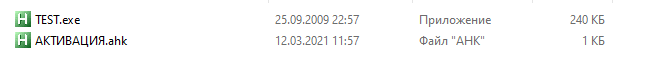 TEST.exe 25.09.2009 22:57 Приложение 240 КБ
АКТИВАЦИЯ.ahk 12.03.2021 11:57 Файл "AHK" 1 КБ